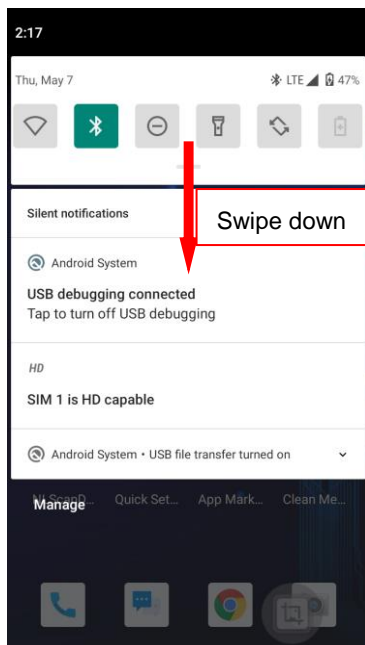 2:17
Thu, May 7 LTE 47%
Silent notifications
Swipe down
Android System
USB debugging connected
Tap to turn off USB debugging
HD
SIM 1 is HD capable
Android System • USB file transfer turned on
Manage
Quick Set... App Mark... Clean Me...